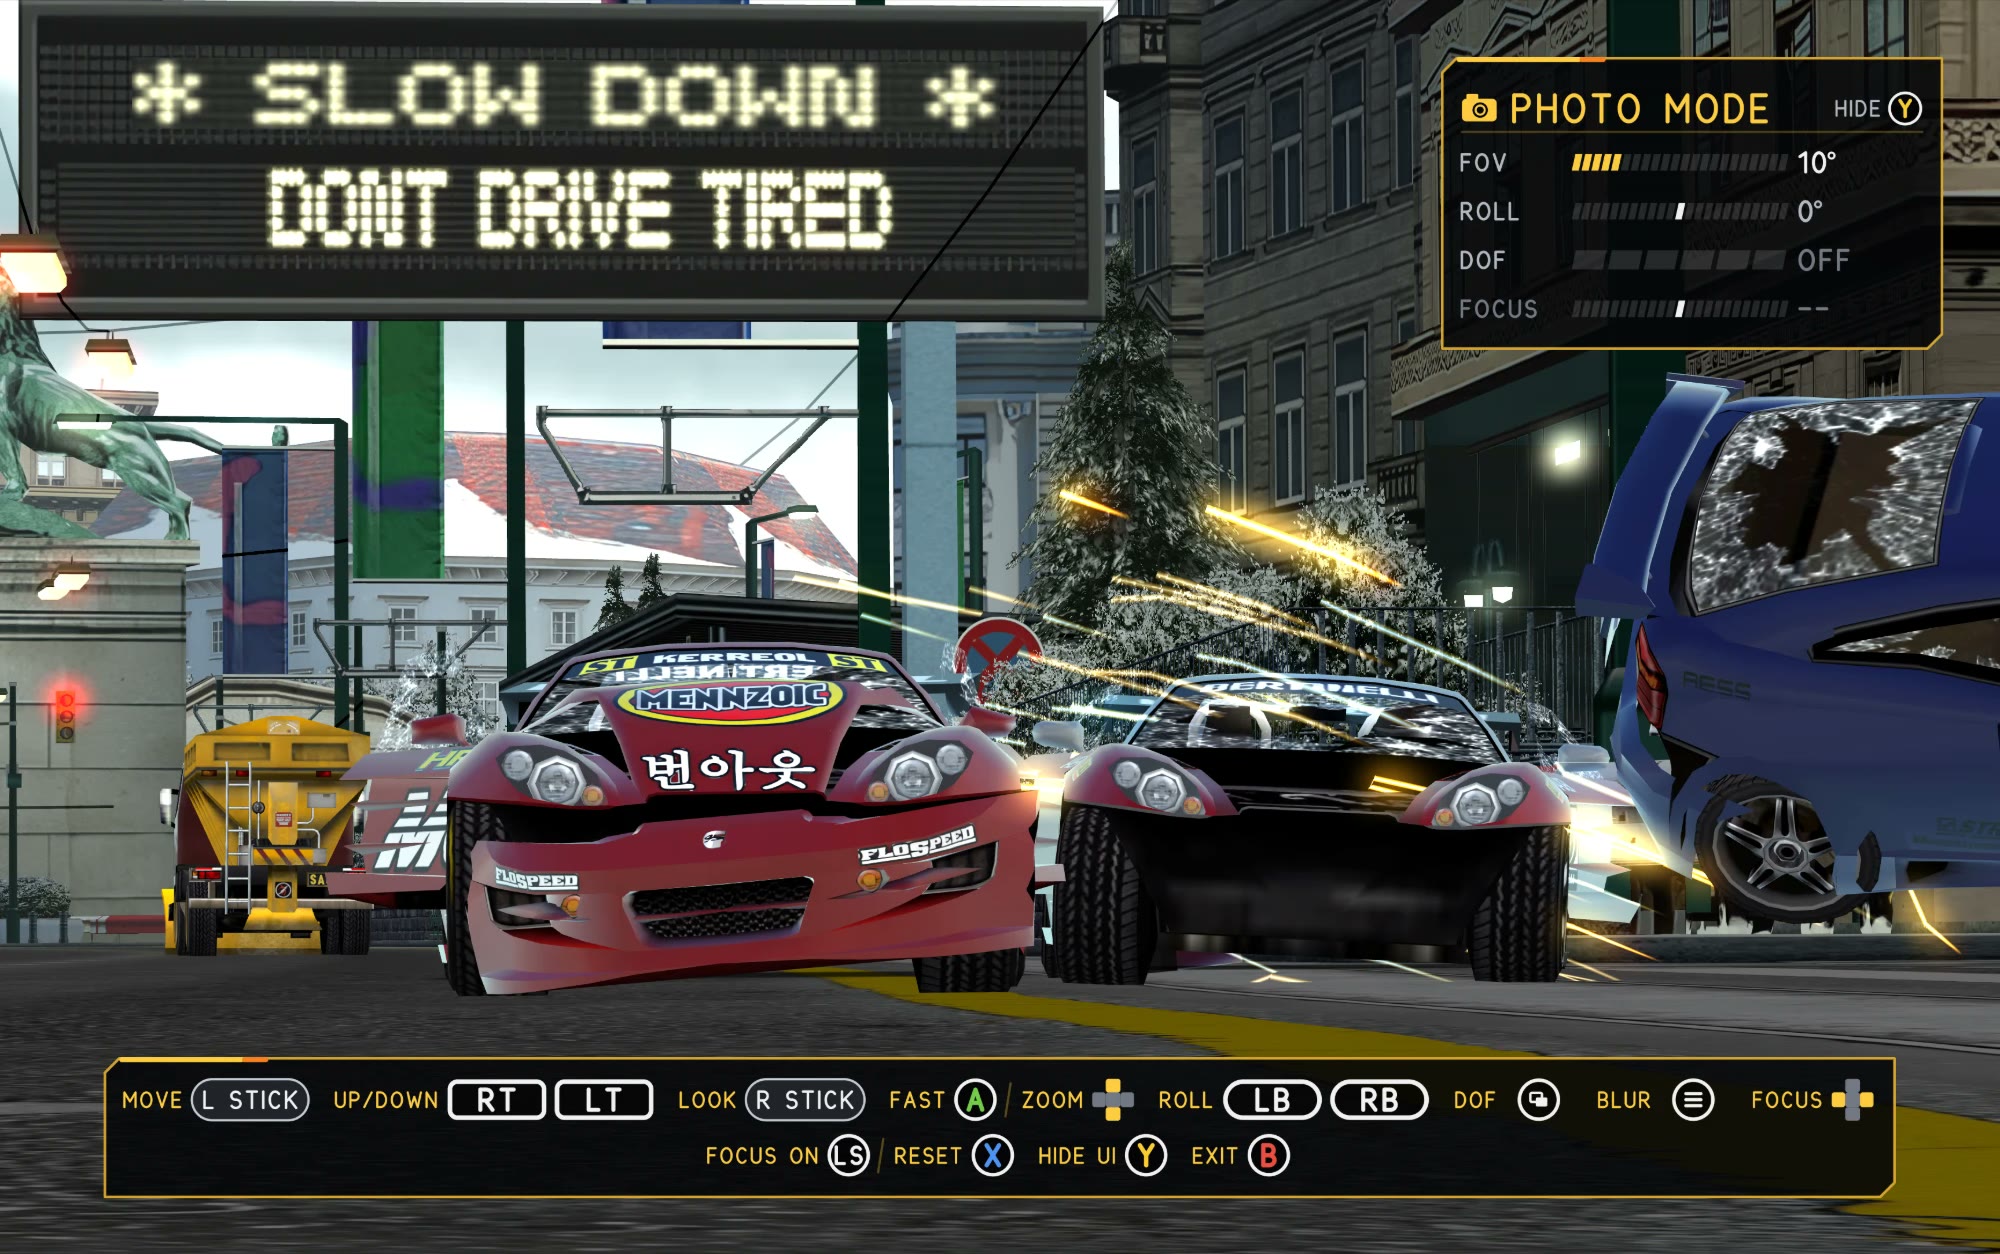 * SLOW DOWN *
DONT DRIVE TIRED
PHOTO MODE HIDE Y
FOV 10°
ROLL 0°
DOF OFF
FOCUS --
ST KERREOL ST
MENNZOIC
번아웃
FLOSPEED
FLOSPEED
MOVE L STICK UP/DOWN RT LT LOOK R STICK FAST A / ZOOM ROLL LB RB DOF BLUR FOCUS
FOCUS ON LS / RESET X HIDE UI Y EXIT B